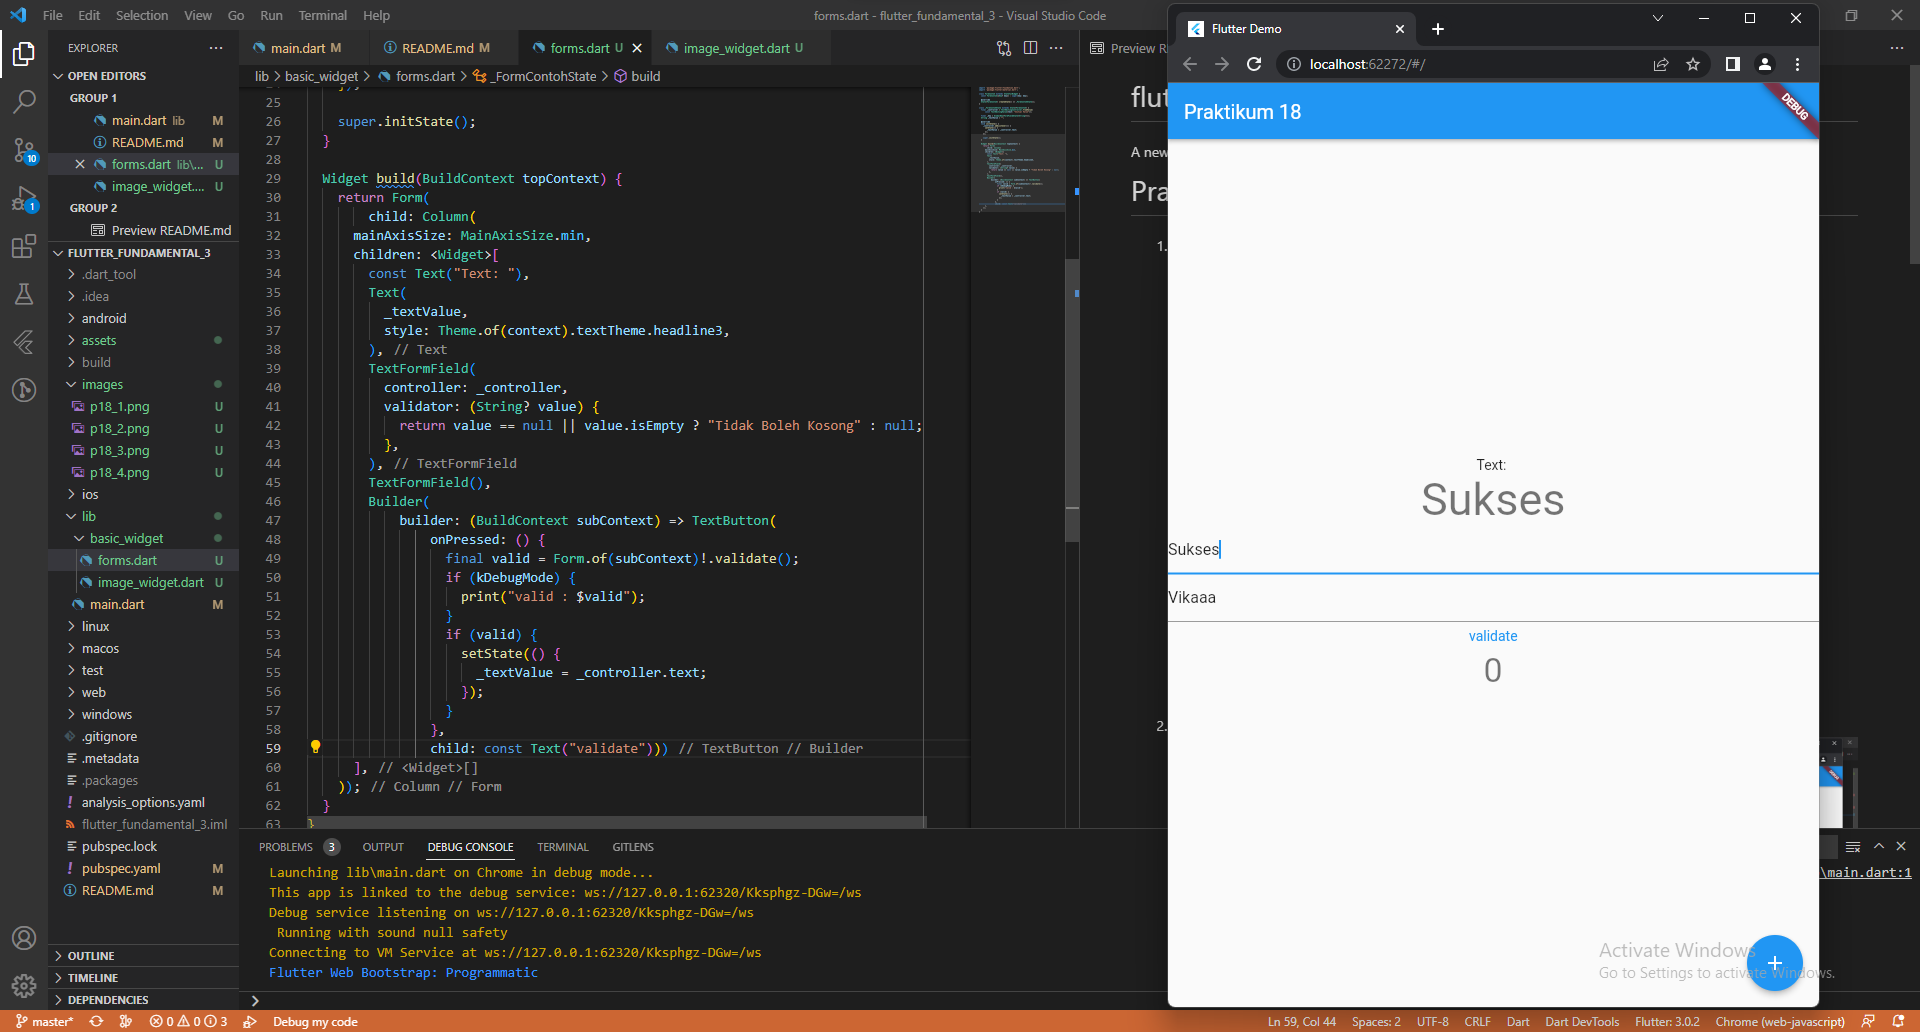 File Edit Selection View Go Run Terminal Help
forms.dart - flutter_fundamental_3 - Visual Studio Code
EXPLORER
OPEN EDITORS
GROUP 1
main.dart lib M
README.md M
forms.dart lib\... U
image_widget.... U
GROUP 2
Preview README.md
FLUTTER_FUNDAMENTAL_3
.dart_tool
.idea
android
assets
build
images
p18_1.png U
p18_2.png U
p18_3.png U
p18_4.png U
ios
lib
basic_widget
forms.dart U
image_widget.dart U
main.dart M
linux
macos
test
web
windows
.gitignore
.metadata
.packages
analysis_options.yaml
flutter_fundamental_3.iml
pubspec.lock
pubspec.yaml M
README.md M
OUTLINE
TIMELINE
DEPENDENCIES
10
1
main.dart M
README.md M
forms.dart U
image_widget.dart U
lib > basic_widget > forms.dart > _FormContohState > build
25
26 super.initState();
27 }
28
29 Widget build(BuildContext topContext) {
30 return Form(
31 child: Column(
32 mainAxisSize: MainAxisSize.min,
33 children: <Widget>[
34 const Text("Text: "),
35 Text(
36 _textValue,
37 style: Theme.of(context).textTheme.headline3,
38 ), // Text
39 TextFormField(
40 controller: _controller,
41 validator: (String? value) {
42 return value == null || value.isEmpty ? "Tidak Boleh Kosong" : null;
43 },
44 ), // TextFormField
45 TextFormField(),
46 Builder(
47 builder: (BuildContext subContext) => TextButton(
48 onPressed: () {
49 final valid = Form.of(subContext)!.validate();
50 if (kDebugMode) {
51 print("valid : $valid");
52 }
53 if (valid) {
54 setState(() {
55 _textValue = _controller.text;
56 });
57 }
58 },
59 child: const Text("validate"))) // TextButton // Builder
60 ], // <Widget>[]
61 )); // Column // Form
62 }
63 }
PROBLEMS 3 OUTPUT DEBUG CONSOLE TERMINAL GITLENS
Launching lib\main.dart on Chrome in debug mode...
This app is linked to the debug service: ws://127.0.0.1:62320/Kksphgz-DGw=/ws
Debug service listening on ws://127.0.0.1:62320/Kksphgz-DGw=/ws
Running with sound null safety
Connecting to VM Service at ws://127.0.0.1:62320/Kksphgz-DGw=/ws
Flutter Web Bootstrap: Programmatic
\main.dart:1
Preview R
flut
A new
Pra
1.
2.
Flutter Demo
localhost:62272/#/
Praktikum 18
DEBUG
Text:
Sukses
Sukses
Vikaaa
validate
0
Activate Windows
Go to Settings to activate Windows.
master* 0 0 3 Debug my code
Ln 59, Col 44 Spaces: 2 UTF-8 CRLF Dart Dart DevTools Flutter: 3.0.2 Chrome (web-javascript)